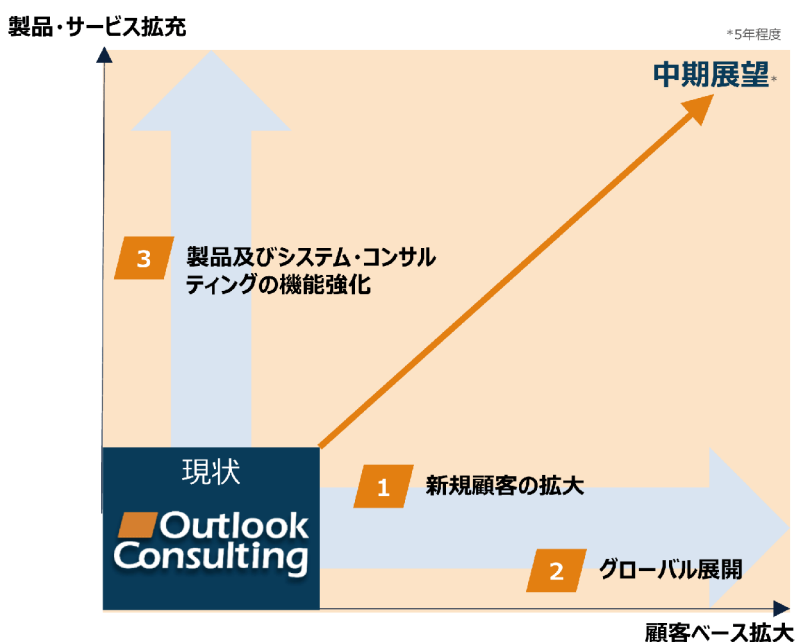 製品・サービス拡充
*5年程度
中期展望*
3
製品及びシステム・コンサル
ティングの機能強化
現状
Outlook
Consulting
1
新規顧客の拡大
2
グローバル展開
顧客ベース拡大